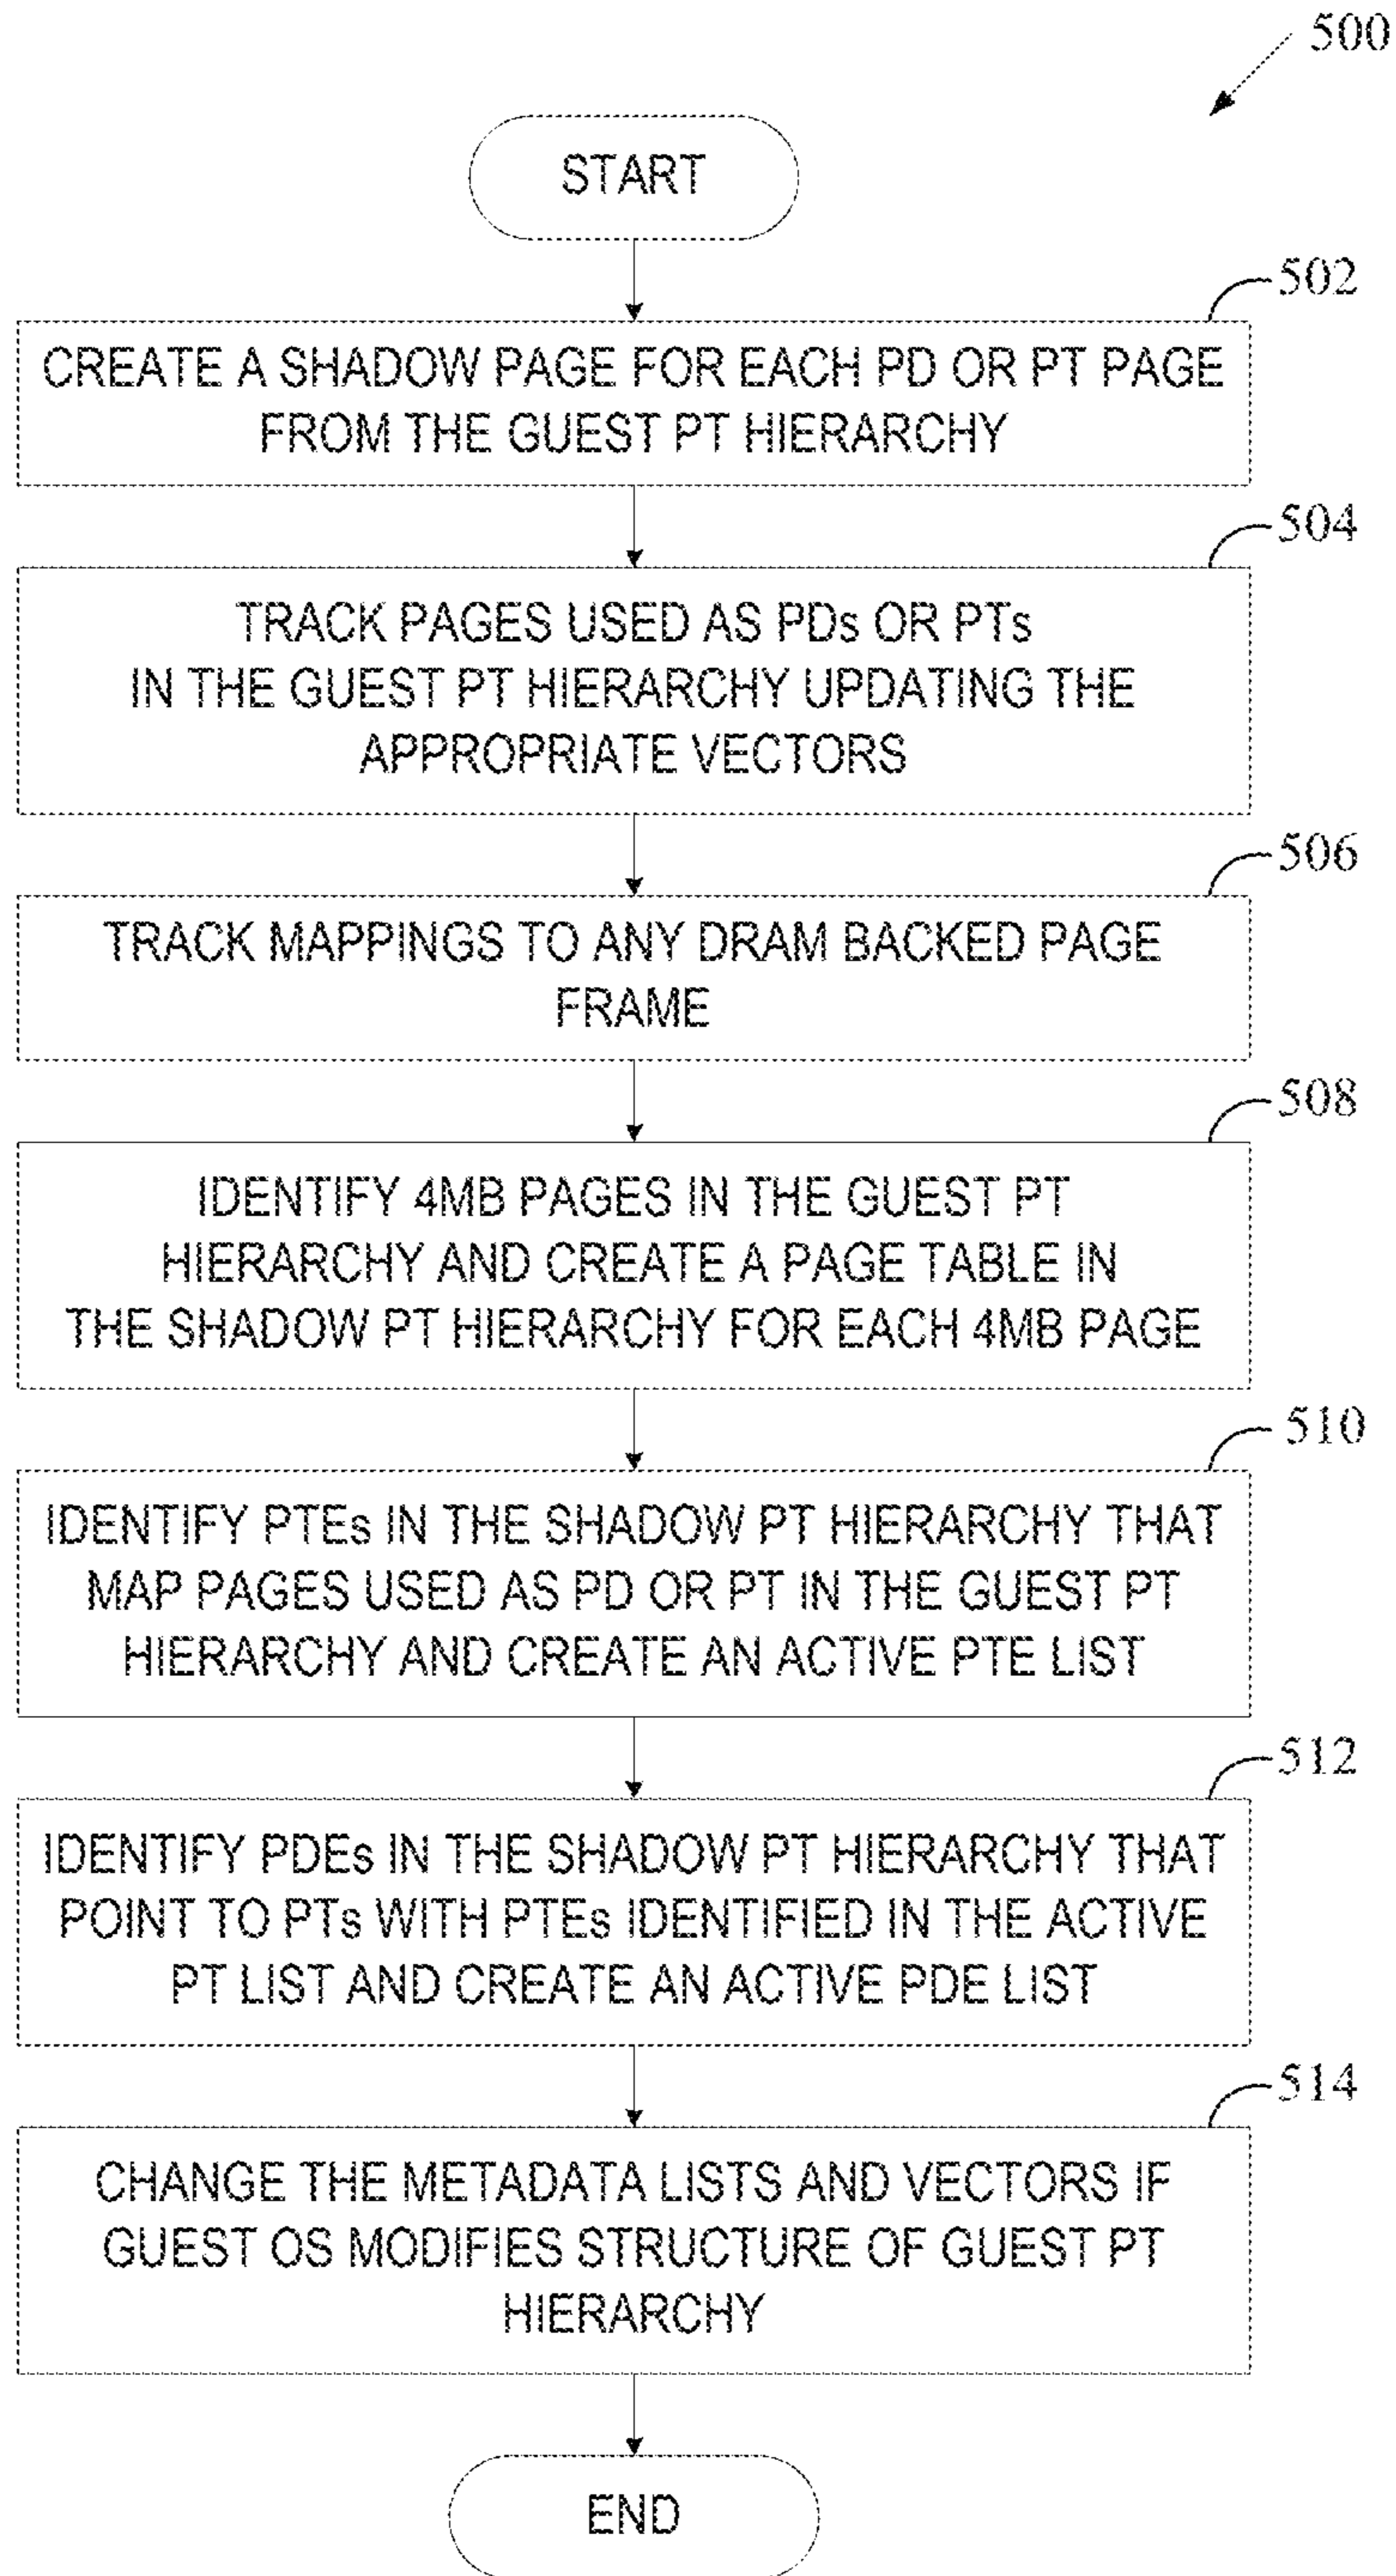 500
START
502
CREATE A SHADOW PAGE FOR EACH PD OR PT PAGE
FROM THE GUEST PT HIERARCHY
504
TRACK PAGES USED AS PDs OR PTs
IN THE GUEST PT HIERARCHY UPDATING THE
APPROPRIATE VECTORS
506
TRACK MAPPINGS TO ANY DRAM BACKED PAGE
FRAME
508
IDENTIFY 4MB PAGES IN THE GUEST PT
HIERARCHY AND CREATE A PAGE TABLE IN
THE SHADOW PT HIERARCHY FOR EACH 4MB PAGE
510
IDENTIFY PTEs IN THE SHADOW PT HIERARCHY THAT
MAP PAGES USED AS PD OR PT IN THE GUEST PT
HIERARCHY AND CREATE AN ACTIVE PTE LIST
512
IDENTIFY PDEs IN THE SHADOW PT HIERARCHY THAT
POINT TO PTs WITH PTEs IDENTIFIED IN THE ACTIVE
PT LIST AND CREATE AN ACTIVE PDE LIST
514
CHANGE THE METADATA LISTS AND VECTORS IF
GUEST OS MODIFIES STRUCTURE OF GUEST PT
HIERARCHY
END